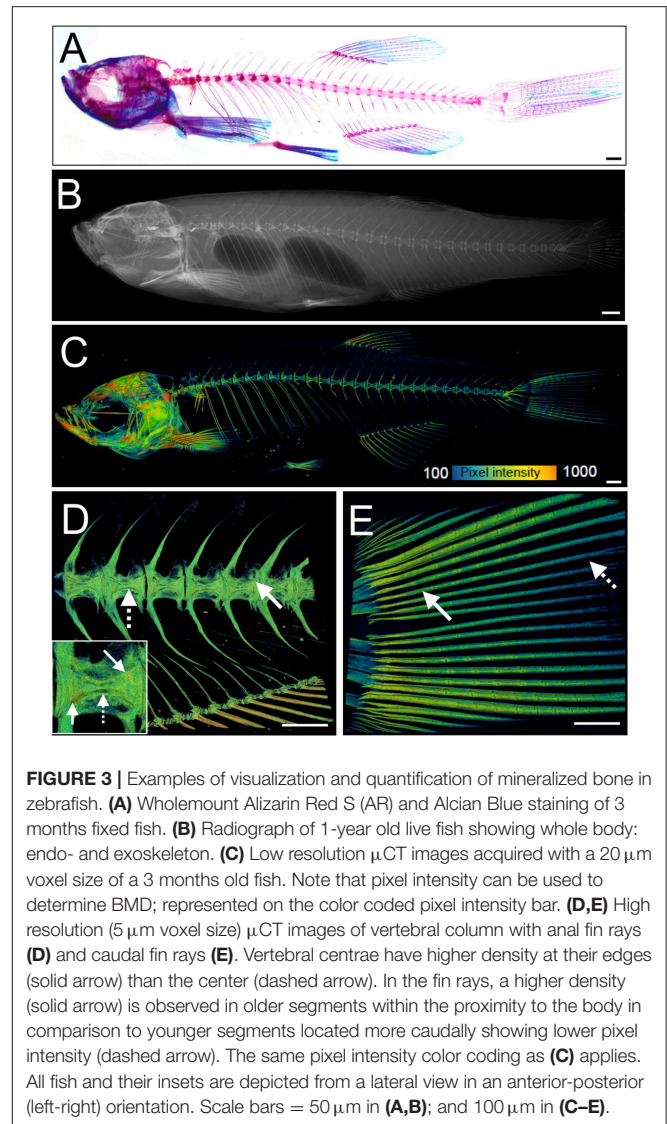 A
B
C
100 Pixel intensity 1000
D
E
FIGURE 3 | Examples of visualization and quantification of mineralized bone in
zebrafish. (A) Wholemount Alizarin Red S (AR) and Alcian Blue staining of 3
months fixed fish. (B) Radiograph of 1-year old live fish showing whole body:
endo- and exoskeleton. (C) Low resolution μCT images acquired with a 20 μm
voxel size of a 3 months old fish. Note that pixel intensity can be used to
determine BMD; represented on the color coded pixel intensity bar. (D,E) High
resolution (5 μm voxel size) μCT images of vertebral column with anal fin rays
(D) and caudal fin rays (E). Vertebral centrae have higher density at their edges
(solid arrow) than the center (dashed arrow). In the fin rays, a higher density
(solid arrow) is observed in older segments within the proximity to the body in
comparison to younger segments located more caudally showing lower pixel
intensity (dashed arrow). The same pixel intensity color coding as (C) applies.
All fish and their insets are depicted from a lateral view in an anterior-posterior
(left-right) orientation. Scale bars = 50 μm in (A,B); and 100 μm in (C–E).